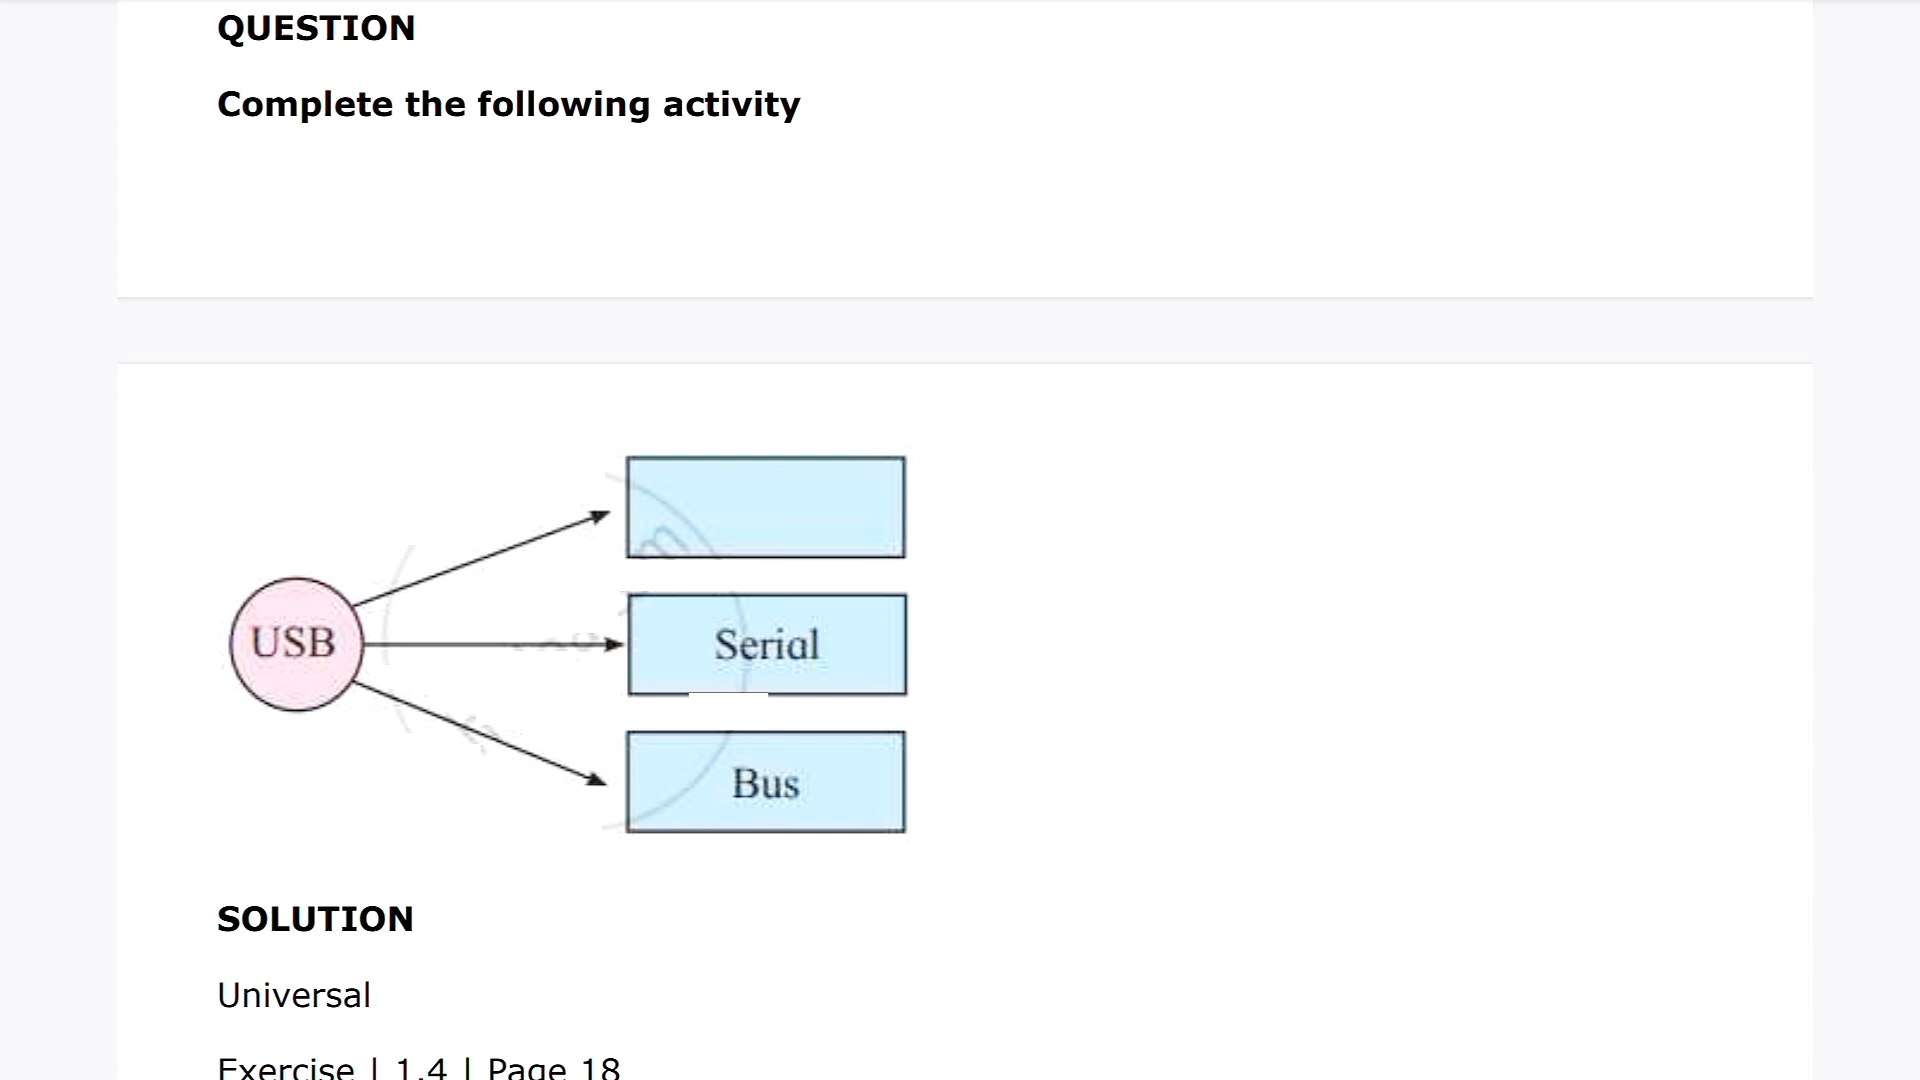 QUESTION
Complete the following activity
USB
Serial
Bus
SOLUTION
Universal
Exercise | 1.4 | Page 18